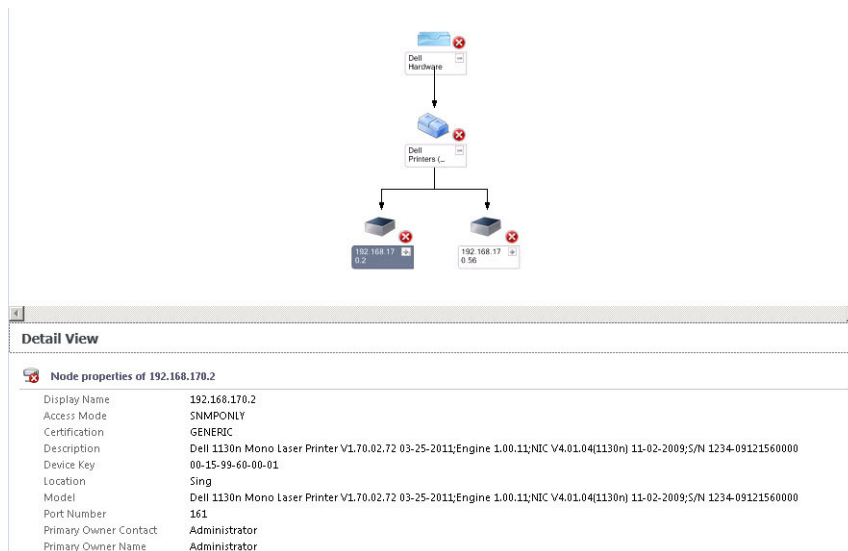 Dell
Hardware
Dell
Printers (...
192.168.17
0.2
192.168.17
0.56
Detail View
Node properties of 192.168.170.2
Display Name 192.168.170.2
Access Mode SNMPONLY
Certification GENERIC
Description Dell 1130n Mono Laser Printer V1.70.02.72 03-25-2011;Engine 1.00.11;NIC V4.01.04(1130n) 11-02-2009;S/N 1234-09121560000
Device Key 00-15-99-60-00-01
Location Sing
Model Dell 1130n Mono Laser Printer V1.70.02.72 03-25-2011;Engine 1.00.11;NIC V4.01.04(1130n) 11-02-2009;S/N 1234-09121560000
Port Number 161
Primary Owner Contact Administrator
Primary Owner Name Administrator